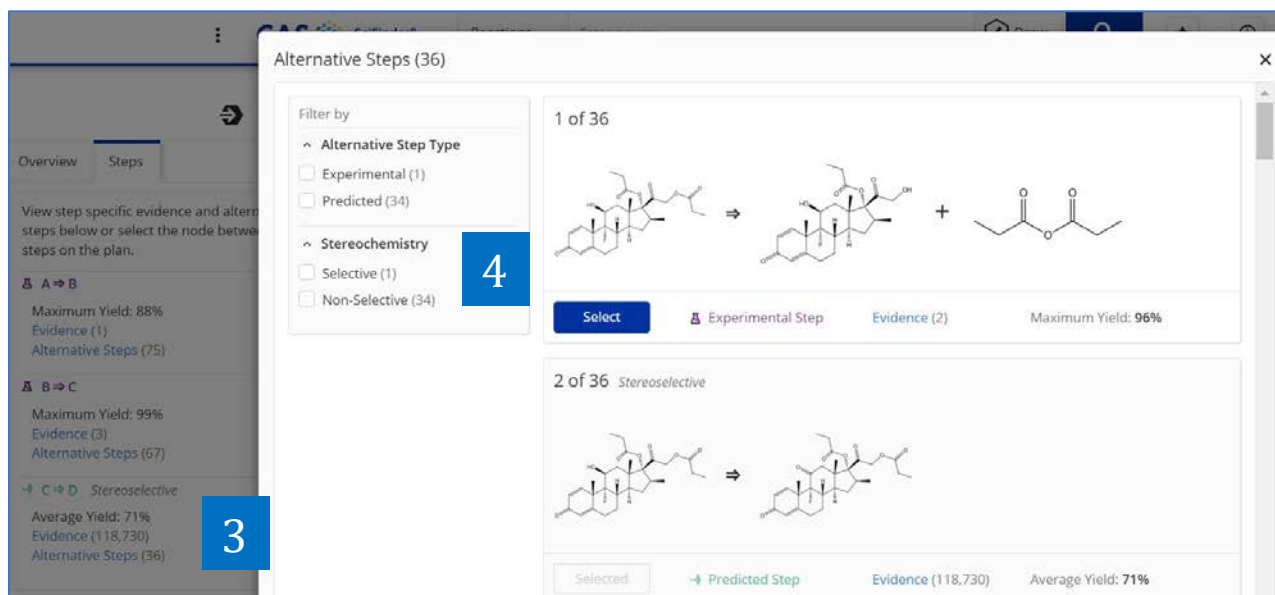 Alternative Steps (36)
Overview
Steps
View step specific evidence and altern
steps below or select the node betwe
steps on the plan.
A⇒B
Maximum Yield: 88%
Evidence (1)
Alternative Steps (75)
B⇒C
Maximum Yield: 99%
Evidence (3)
Alternative Steps (67)
C⇒D Stereoselective
Average Yield: 71%
Evidence (118,730)
Alternative Steps (36)
3
Filter by
Alternative Step Type
Experimental (1)
Predicted (34)
Stereochemistry
Selective (1)
Non-Selective (34)
4
1 of 36
HO
O
F
H
H
O
O
O
O
O
⇒
HO
O
F
H
H
O
O
O
OH
+
O
O
O
Select
Experimental Step
Evidence (2)
Maximum Yield: 96%
2 of 36 Stereoselective
HO
O
F
H
H
O
O
O
O
O
⇒
O
O
F
H
H
O
O
O
O
O
Selected
Predicted Step
Evidence (118,730)
Average Yield: 71%